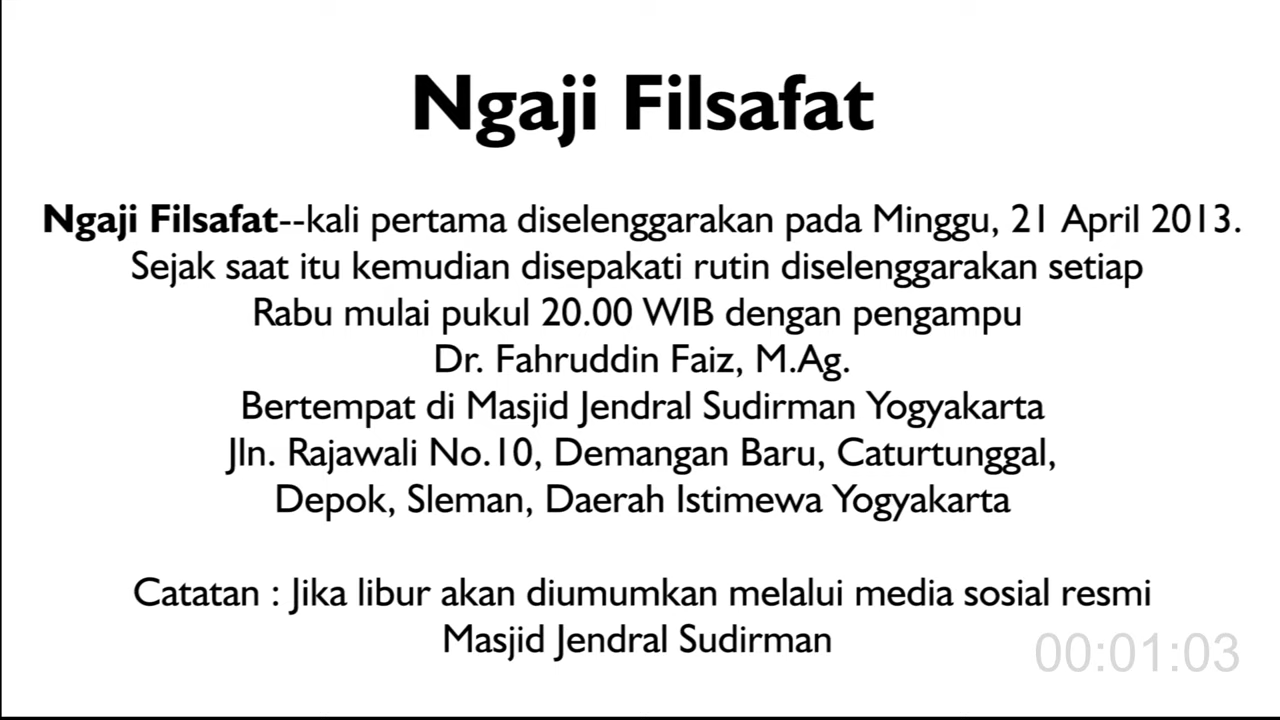 Ngaji Filsafat
Ngaji Filsafat--kali pertama diselenggarakan pada Minggu, 21 April 2013.
Sejak saat itu kemudian disepakati rutin diselenggarakan setiap
Rabu mulai pukul 20.00 WIB dengan pengampu
Dr. Fahruddin Faiz, M.Ag.
Bertempat di Masjid Jendral Sudirman Yogyakarta
Jln. Rajawali No.10, Demangan Baru, Caturtunggal,
Depok, Sleman, Daerah Istimewa Yogyakarta
Catatan : Jika libur akan diumumkan melalui media sosial resmi
Masjid Jendral Sudirman
00:01:03